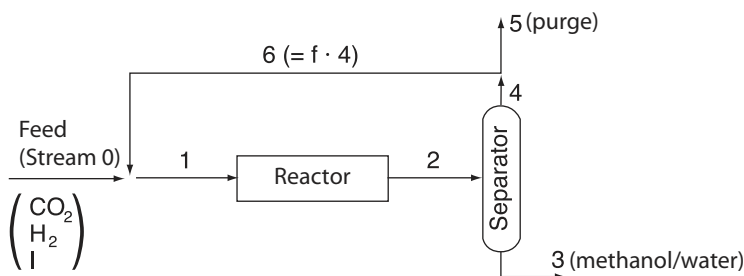 5 (purge)
6 (= f · 4)
4
Feed
(Stream 0)
1
Reactor
2
Separator
CO₂
H₂
I
3 (methanol/water)